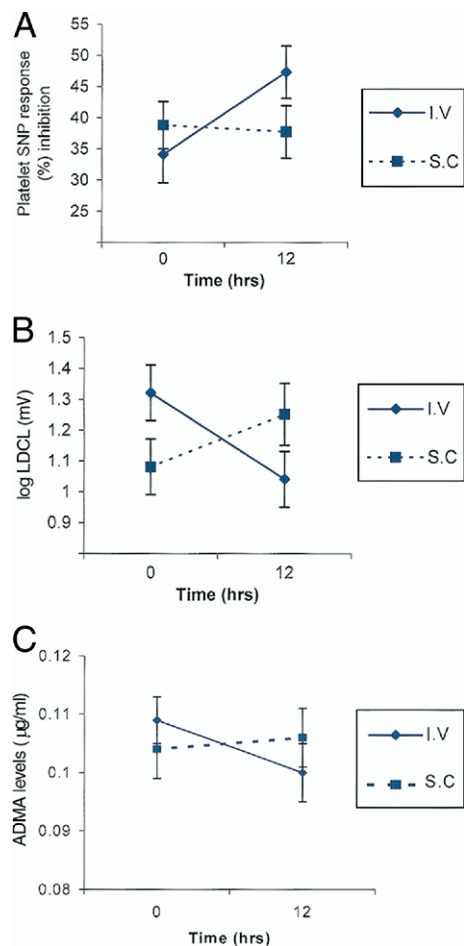 A
Platelet SNP response
(%) inhibition
50
45
40
35
30
25
0
12
Time (hrs)
I.V
S.C
B
log LDCL (mV)
1.5
1.4
1.3
1.2
1.1
1
0.9
0
12
Time (hrs)
I.V
S.C
C
ADMA levels (µg/ml)
0.12
0.11
0.1
0.09
0.08
0
12
Time (hrs)
I.V
S.C